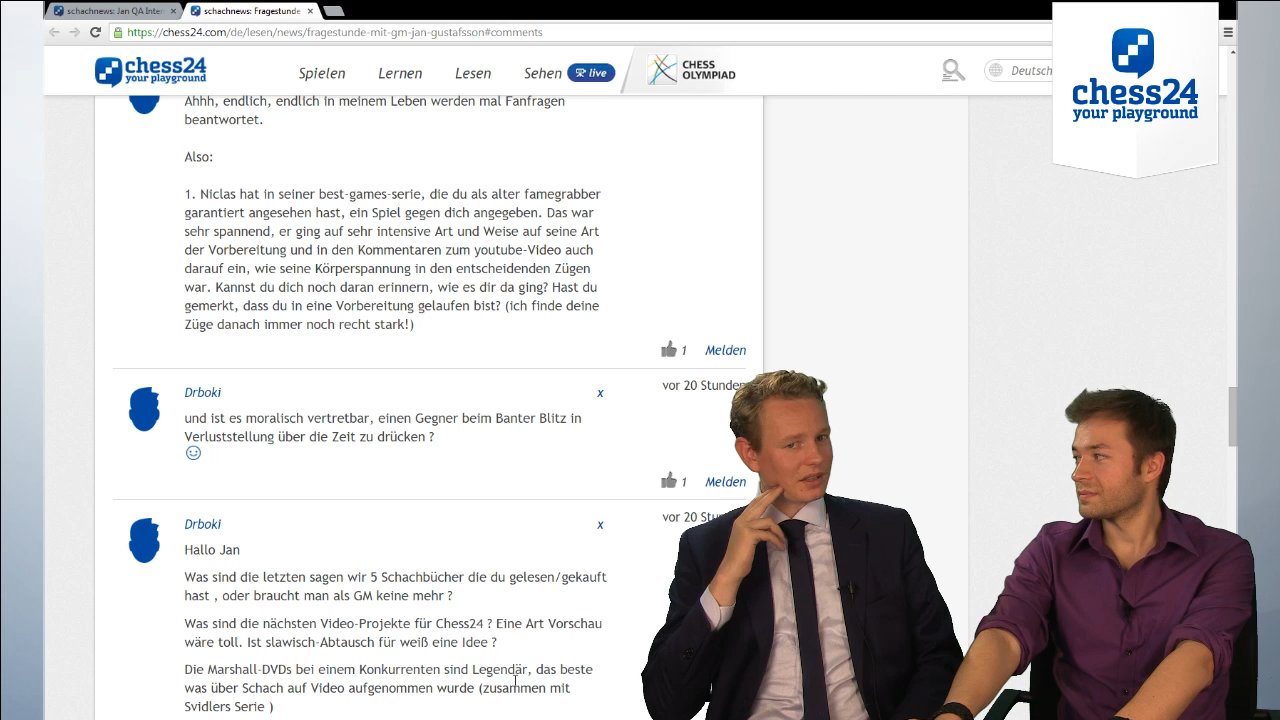 schachnews: Jan QA Inter
schachnews: Fragestunde
https://chess24.com/de/lesen/news/fragestunde-mit-gm-jan-gustafsson#comments
chess24
your playground
Spielen
Lernen
Lesen
Sehen
live
CHESS
OLYMPIAD
Deutsch
chess24
your playground
Ahhh, endlich, endlich in meinem Leben werden mal Fanfragen
beantwortet.
Also:
1. Niclas hat in seiner best-games-serie, die du als alter famegrabber
garantiert angesehen hast, ein Spiel gegen dich angegeben. Das war
sehr spannend, er ging auf sehr intensive Art und Weise auf seine Art
der Vorbereitung und in den Kommentaren zum youtube-Video auch
darauf ein, wie seine Körperspannung in den entscheidenden Zügen
war. Kannst du dich noch daran erinnern, wie es dir da ging? Hast du
gemerkt, dass du in eine Vorbereitung gelaufen bist? (ich finde deine
Züge danach immer noch recht stark!)
1 Melden
Drboki
x
vor 20 Stunden
und ist es moralisch vertretbar, einen Gegner beim Banter Blitz in
Verluststellung über die Zeit zu drücken ?
1 Melden
Drboki
x
vor 20 Stu
Hallo Jan
Was sind die letzten sagen wir 5 Schachbücher die du gelesen/gekauft
hast , oder braucht man als GM keine mehr ?
Was sind die nächsten Video-Projekte für Chess24 ? Eine Art Vorschau
wäre toll. Ist slawisch-Abtausch für weiß eine Idee ?
Die Marshall-DVDs bei einem Konkurrenten sind Legendär, das beste
was über Schach auf Video aufgenommen wurde (zusammen mit
Svidlers Serie )